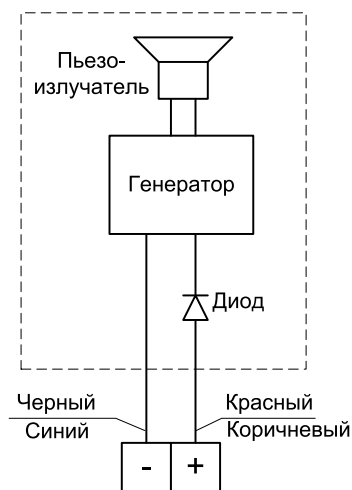 Пьезо-
излучатель
Генератор
Диод
Черный
Синий
Красный
Коричневый
- +